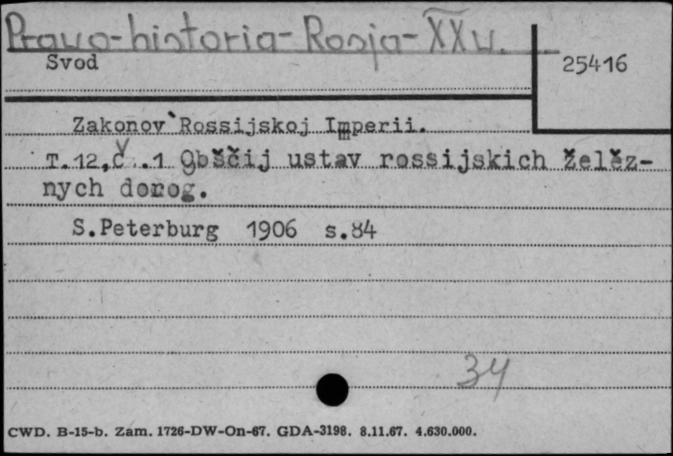 Prawo-historia-Rosja-XX w.
Svod
25416
Zakonov Rossijskoj Imperii.
T.12,č.1 Obščij ustav rossijskich želěz-
nych dorog.
S.Peterburg 1906 s.84
34
CWD. B-15-b. Zam. 1726-DW-On-67. GDA-3198. 8.11.67. 4.630.000.